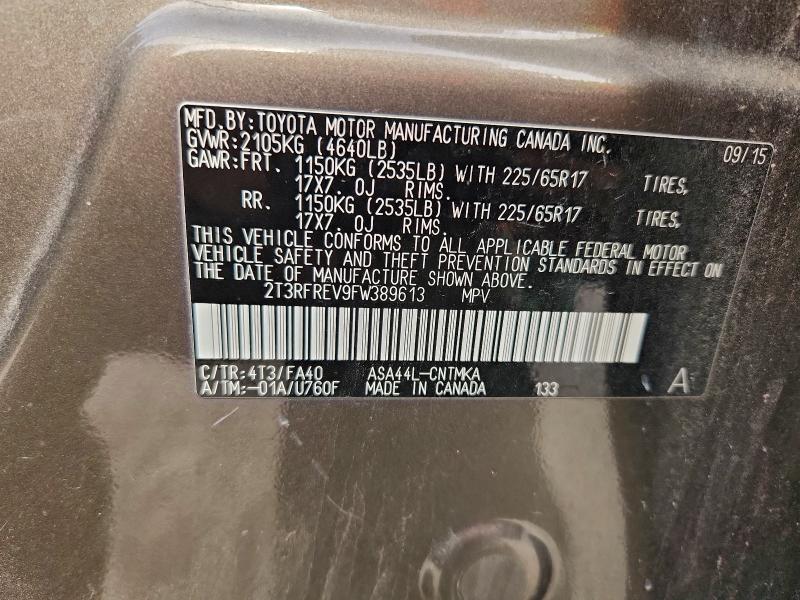 MFD. BY: TOYOTA MOTOR MANUFACTURING CANADA INC. 09/15
GVWR: 2105KG (4640LB)
GAWR: FRT. 1150KG (2535LB) WITH 225/65R17 TIRES,
17X7. 0J RIMS.
RR. 1150KG (2535LB) WITH 225/65R17 TIRES,
17X7. 0J RIMS.
THIS VEHICLE CONFORMS TO ALL APPLICABLE FEDERAL MOTOR
VEHICLE SAFETY AND THEFT PREVENTION STANDARDS IN EFFECT ON
THE DATE OF MANUFACTURE SHOWN ABOVE.
2T3RFREV9FW389613 MPV
C/TR: 4T3/FA40 ASA44L-CNTMKA
A/TM: -01A/U760F MADE IN CANADA 133 A